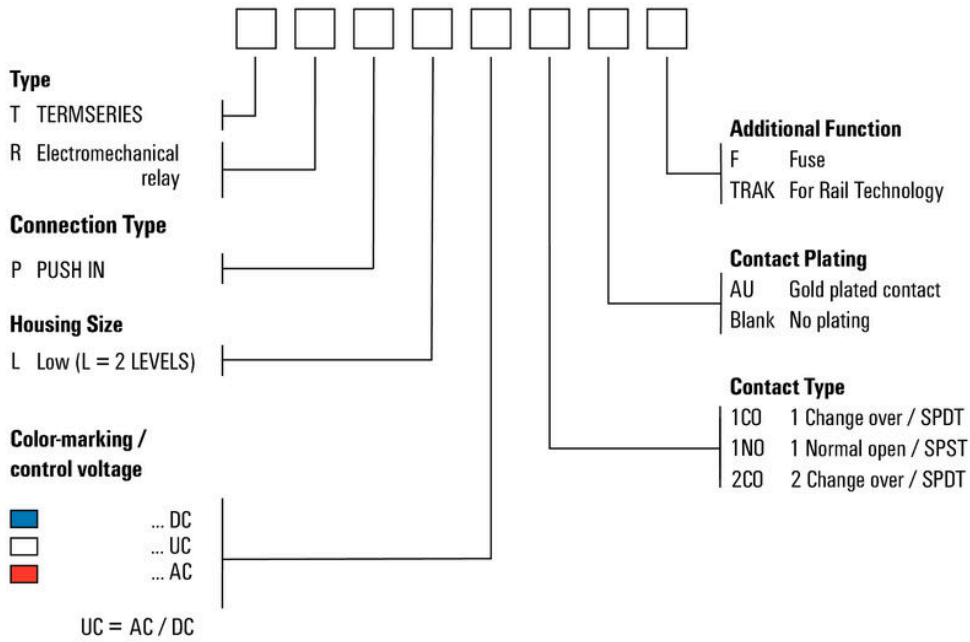 Type
T TERMSERIES
R Electromechanical
relay
Connection Type
P PUSH IN
Housing Size
L Low (L = 2 LEVELS)
Color-marking /
control voltage
... DC
... UC
... AC
UC = AC / DC
Additional Function
F Fuse
TRAK For Rail Technology
Contact Plating
AU Gold plated contact
Blank No plating
Contact Type
1CO 1 Change over / SPDT
1NO 1 Normal open / SPST
2CO 2 Change over / SPDT